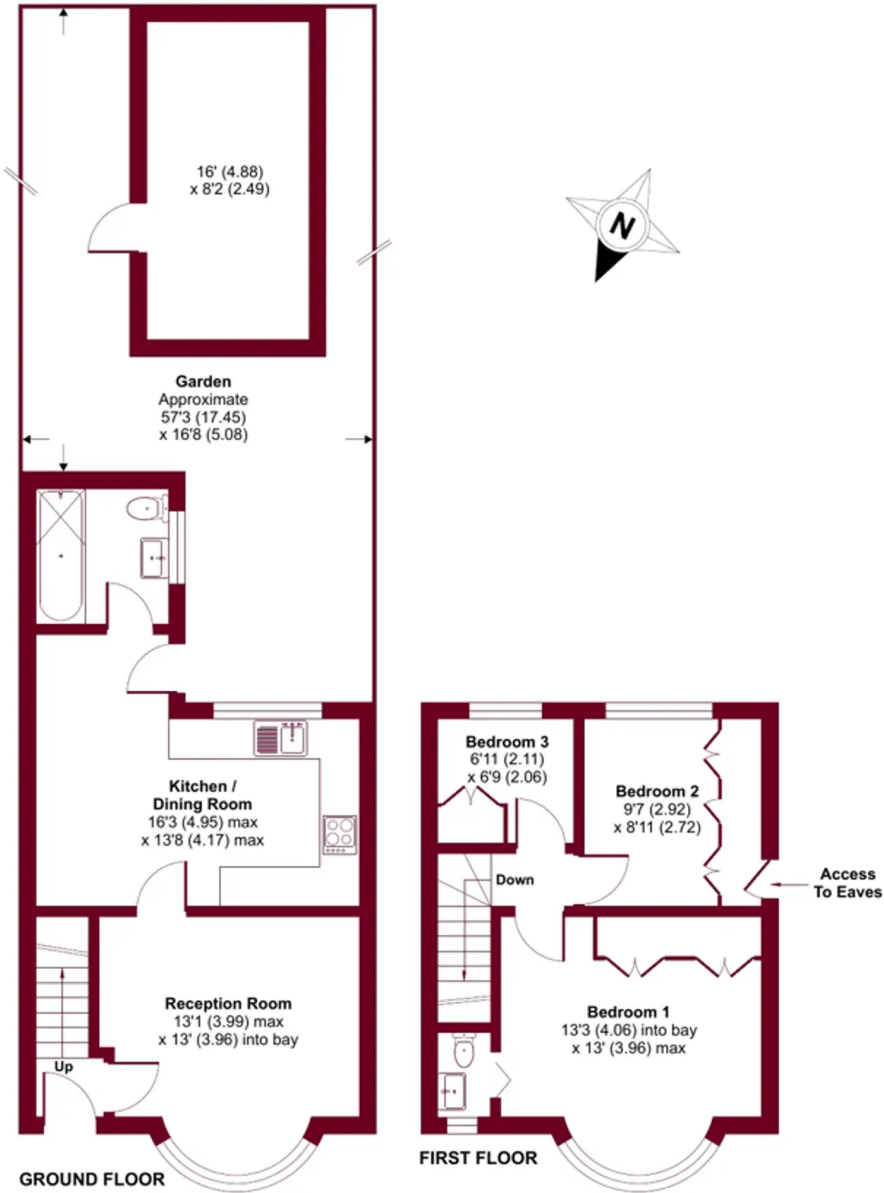 16' (4.88)
x 8'2 (2.49)
N
Garden
Approximate
57'3 (17.45)
x 16'8 (5.08)
Kitchen /
Dining Room
16'3 (4.95) max
x 13'8 (4.17) max
Reception Room
13'1 (3.99) max
x 13' (3.96) into bay
Up
GROUND FLOOR
Bedroom 3
6'11 (2.11)
x 6'9 (2.06)
Bedroom 2
9'7 (2.92)
x 8'11 (2.72)
Down
Access
To Eaves
Bedroom 1
13'3 (4.06) into bay
x 13' (3.96) max
FIRST FLOOR